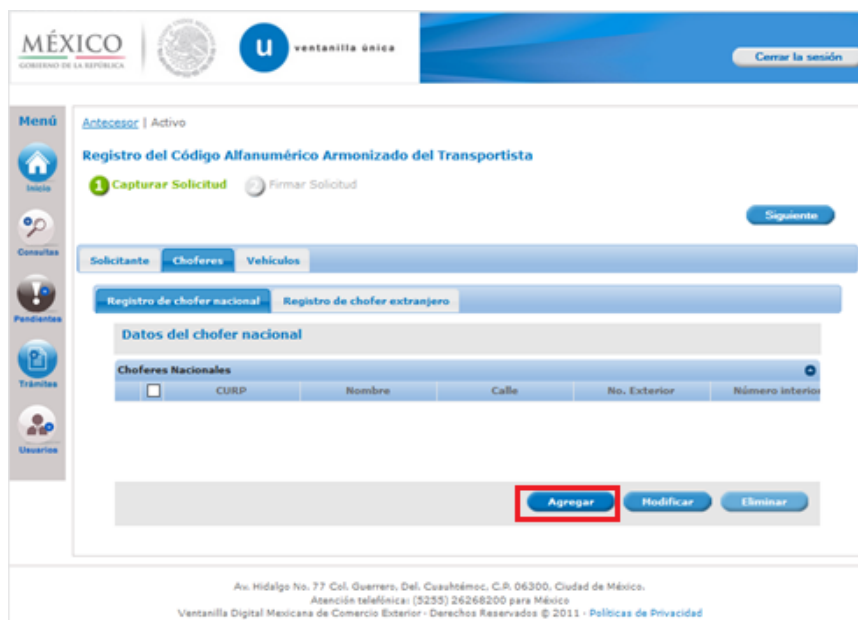 MÉXICO
GOBIERNO DE LA REPÚBLICA
u
ventanilla única
Cerrar la sesión
Menú
Inicio
Consultas
Pendientes
Trámites
Usuarios
Antecesor | Activo
Registro del Código Alfanumérico Armonizado del Transportista
1 Capturar Solicitud 2 Firmar Solicitud
Siguiente
Solicitante Choferes Vehículos
Registro de chofer nacional Registro de chofer extranjero
Datos del chofer nacional
Choferes Nacionales
CURP Nombre Calle No. Exterior Número interior
Agregar Modificar Eliminar
Av. Hidalgo No. 77 Col. Guerrero, Del. Cuauhtémoc, C.P. 06300, Ciudad de México.
Atención telefónica: (5255) 26268200 para México
Ventanilla Digital Mexicana de Comercio Exterior - Derechos Reservados © 2011 - Políticas de Privacidad